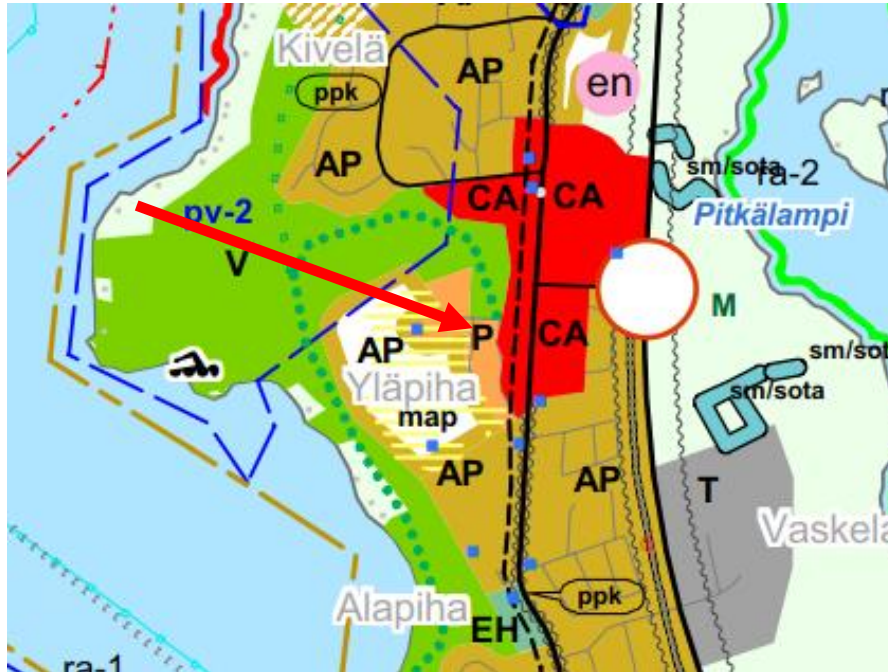 Kivelä
AP
en
ppk
AP
sm/sota
CA
CA
ra-2
pv-2
Pitkälampi
V
M
AP
P
CA
sm/sota
Yläpiha
sm/sota
map
AP
AP
T
Vaskela
Alapiha
ppk
EH
ra-1